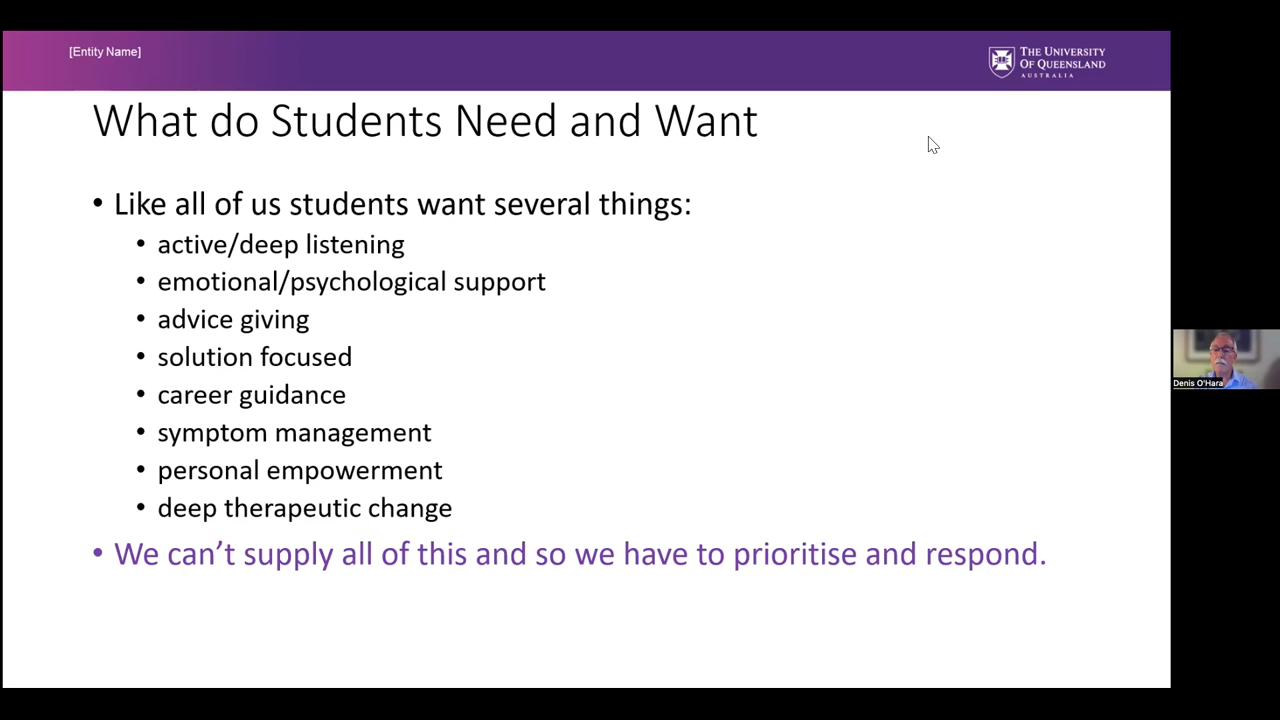 [Entity Name]
THE UNIVERSITY
OF QUEENSLAND
AUSTRALIA
What do Students Need and Want
• Like all of us students want several things:
• active/deep listening
• emotional/psychological support
• advice giving
• solution focused
• career guidance
• symptom management
• personal empowerment
• deep therapeutic change
• We can’t supply all of this and so we have to prioritise and respond.
Denis O'Hara